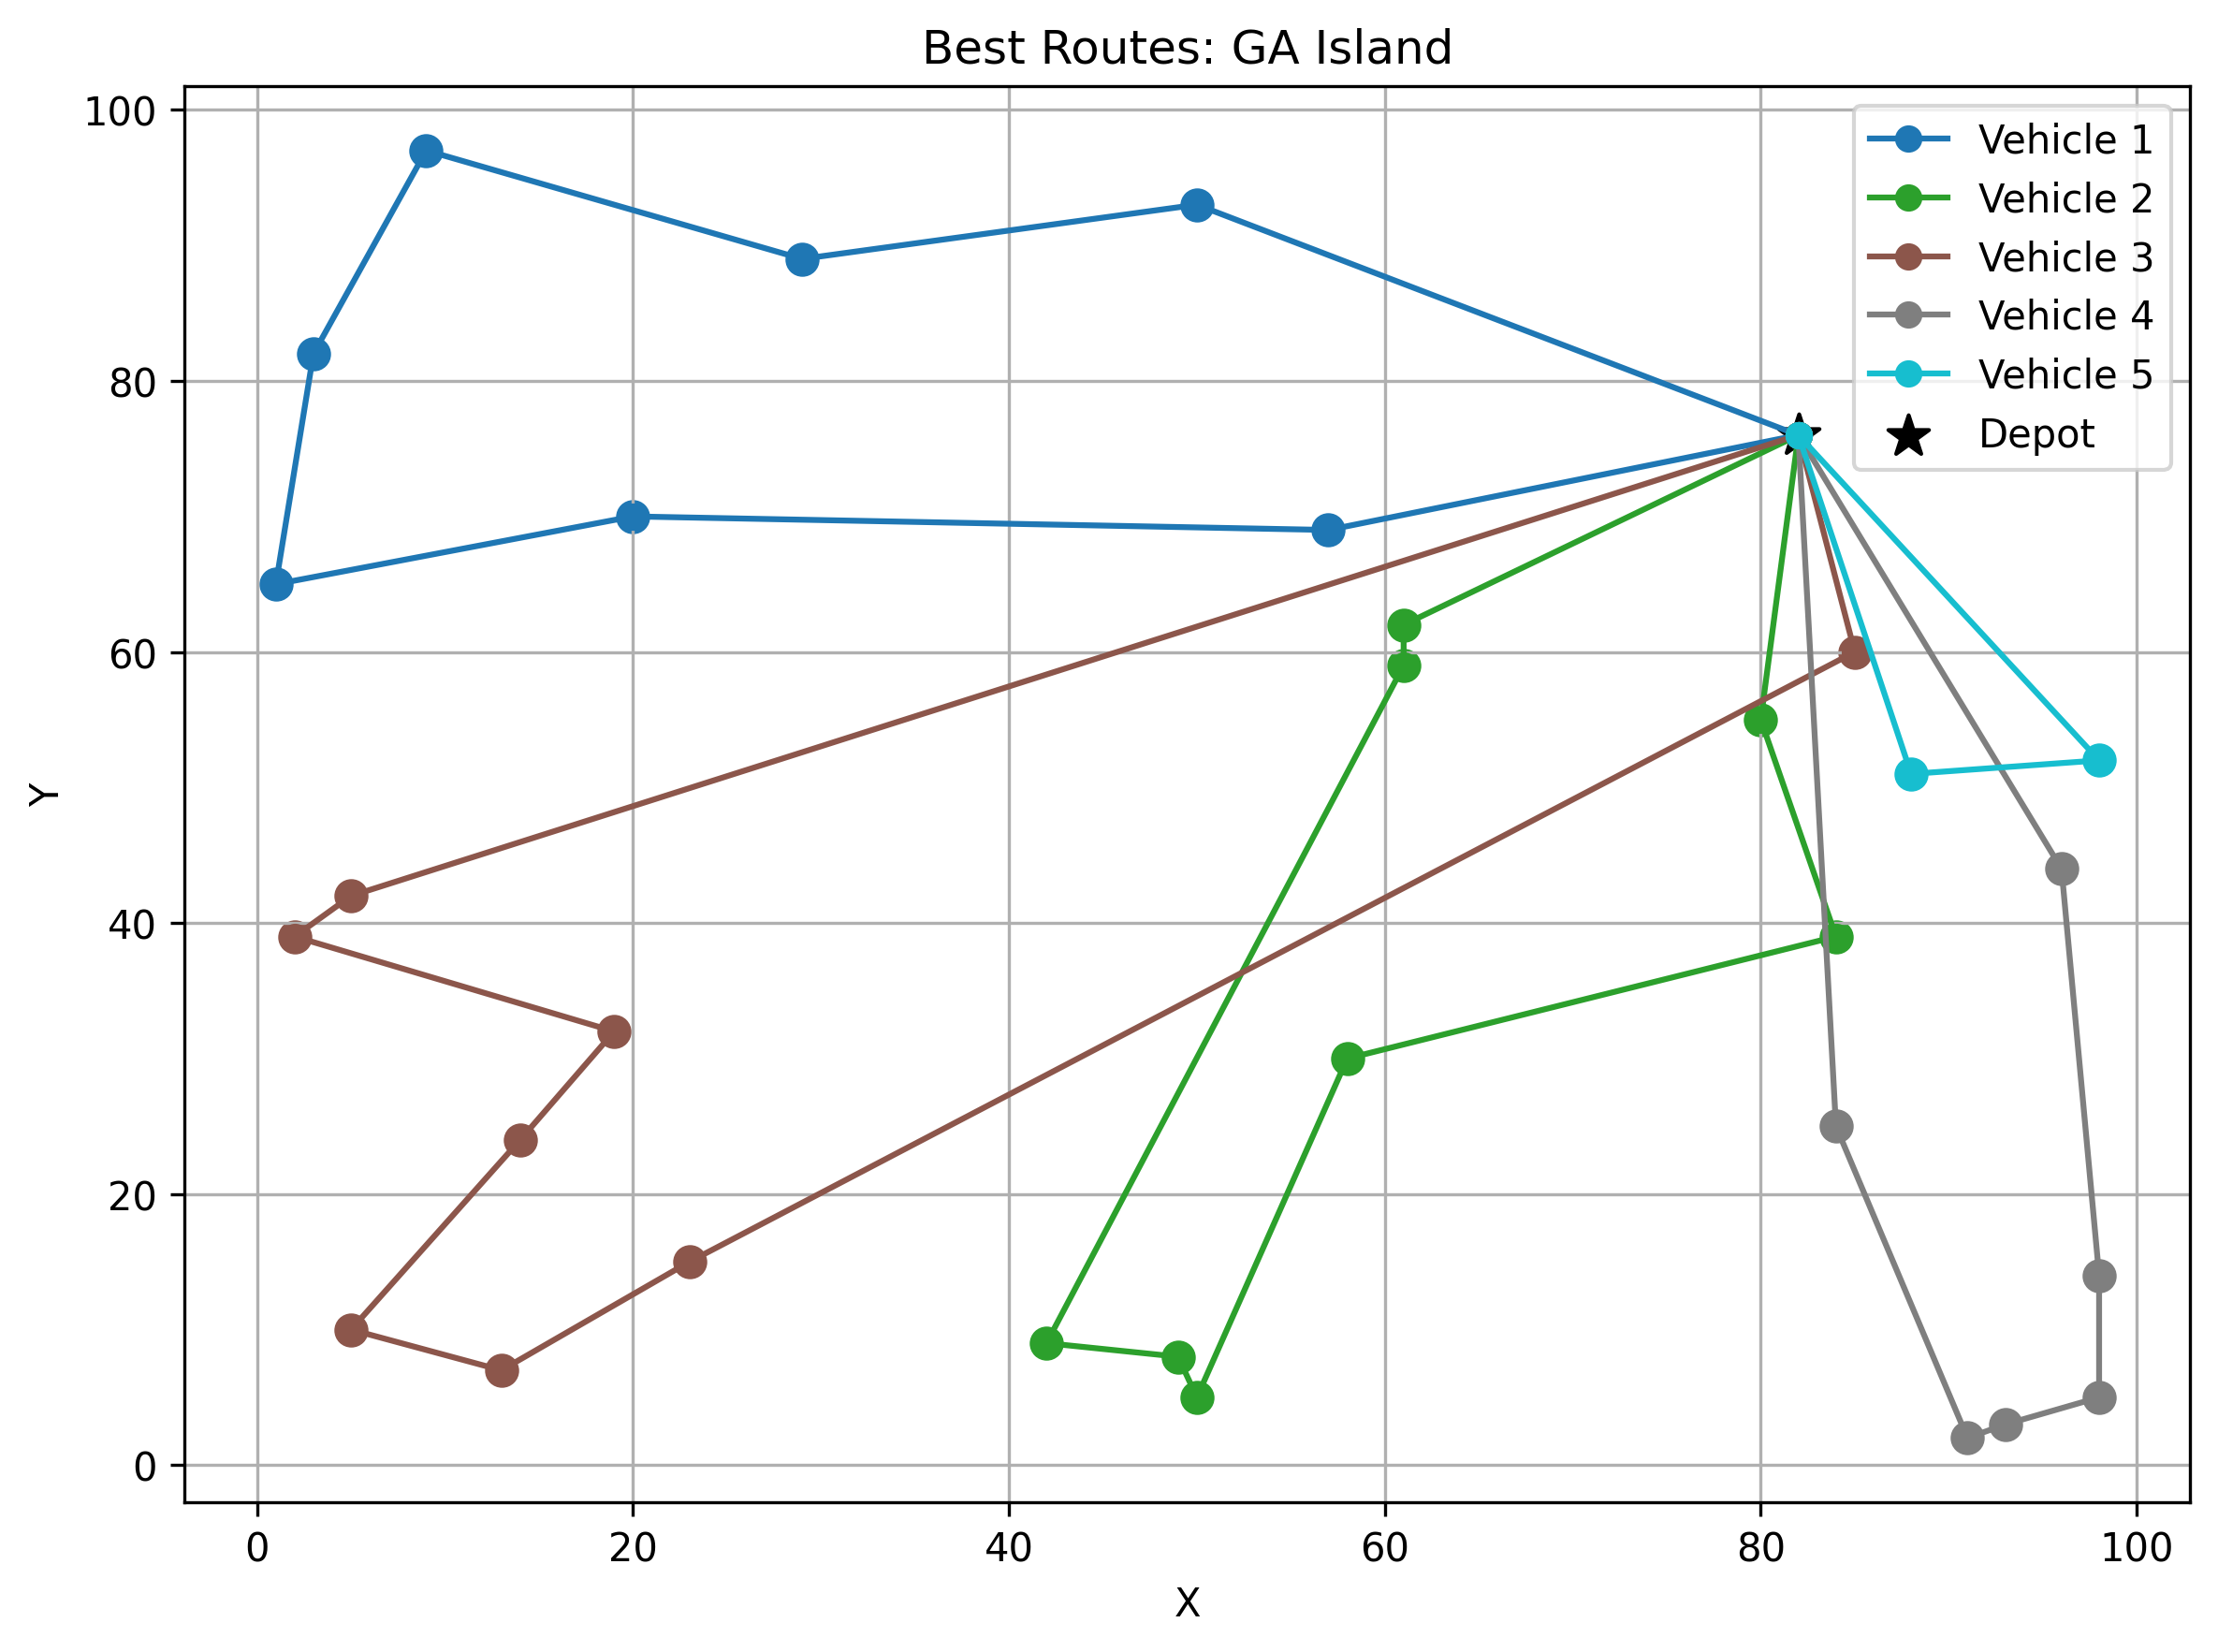 Best Routes: GA Island
Vehicle 1
Vehicle 2
Vehicle 3
Vehicle 4
Vehicle 5
Depot
Y
100
80
60
40
20
0
0 20 40 60 80 100
X